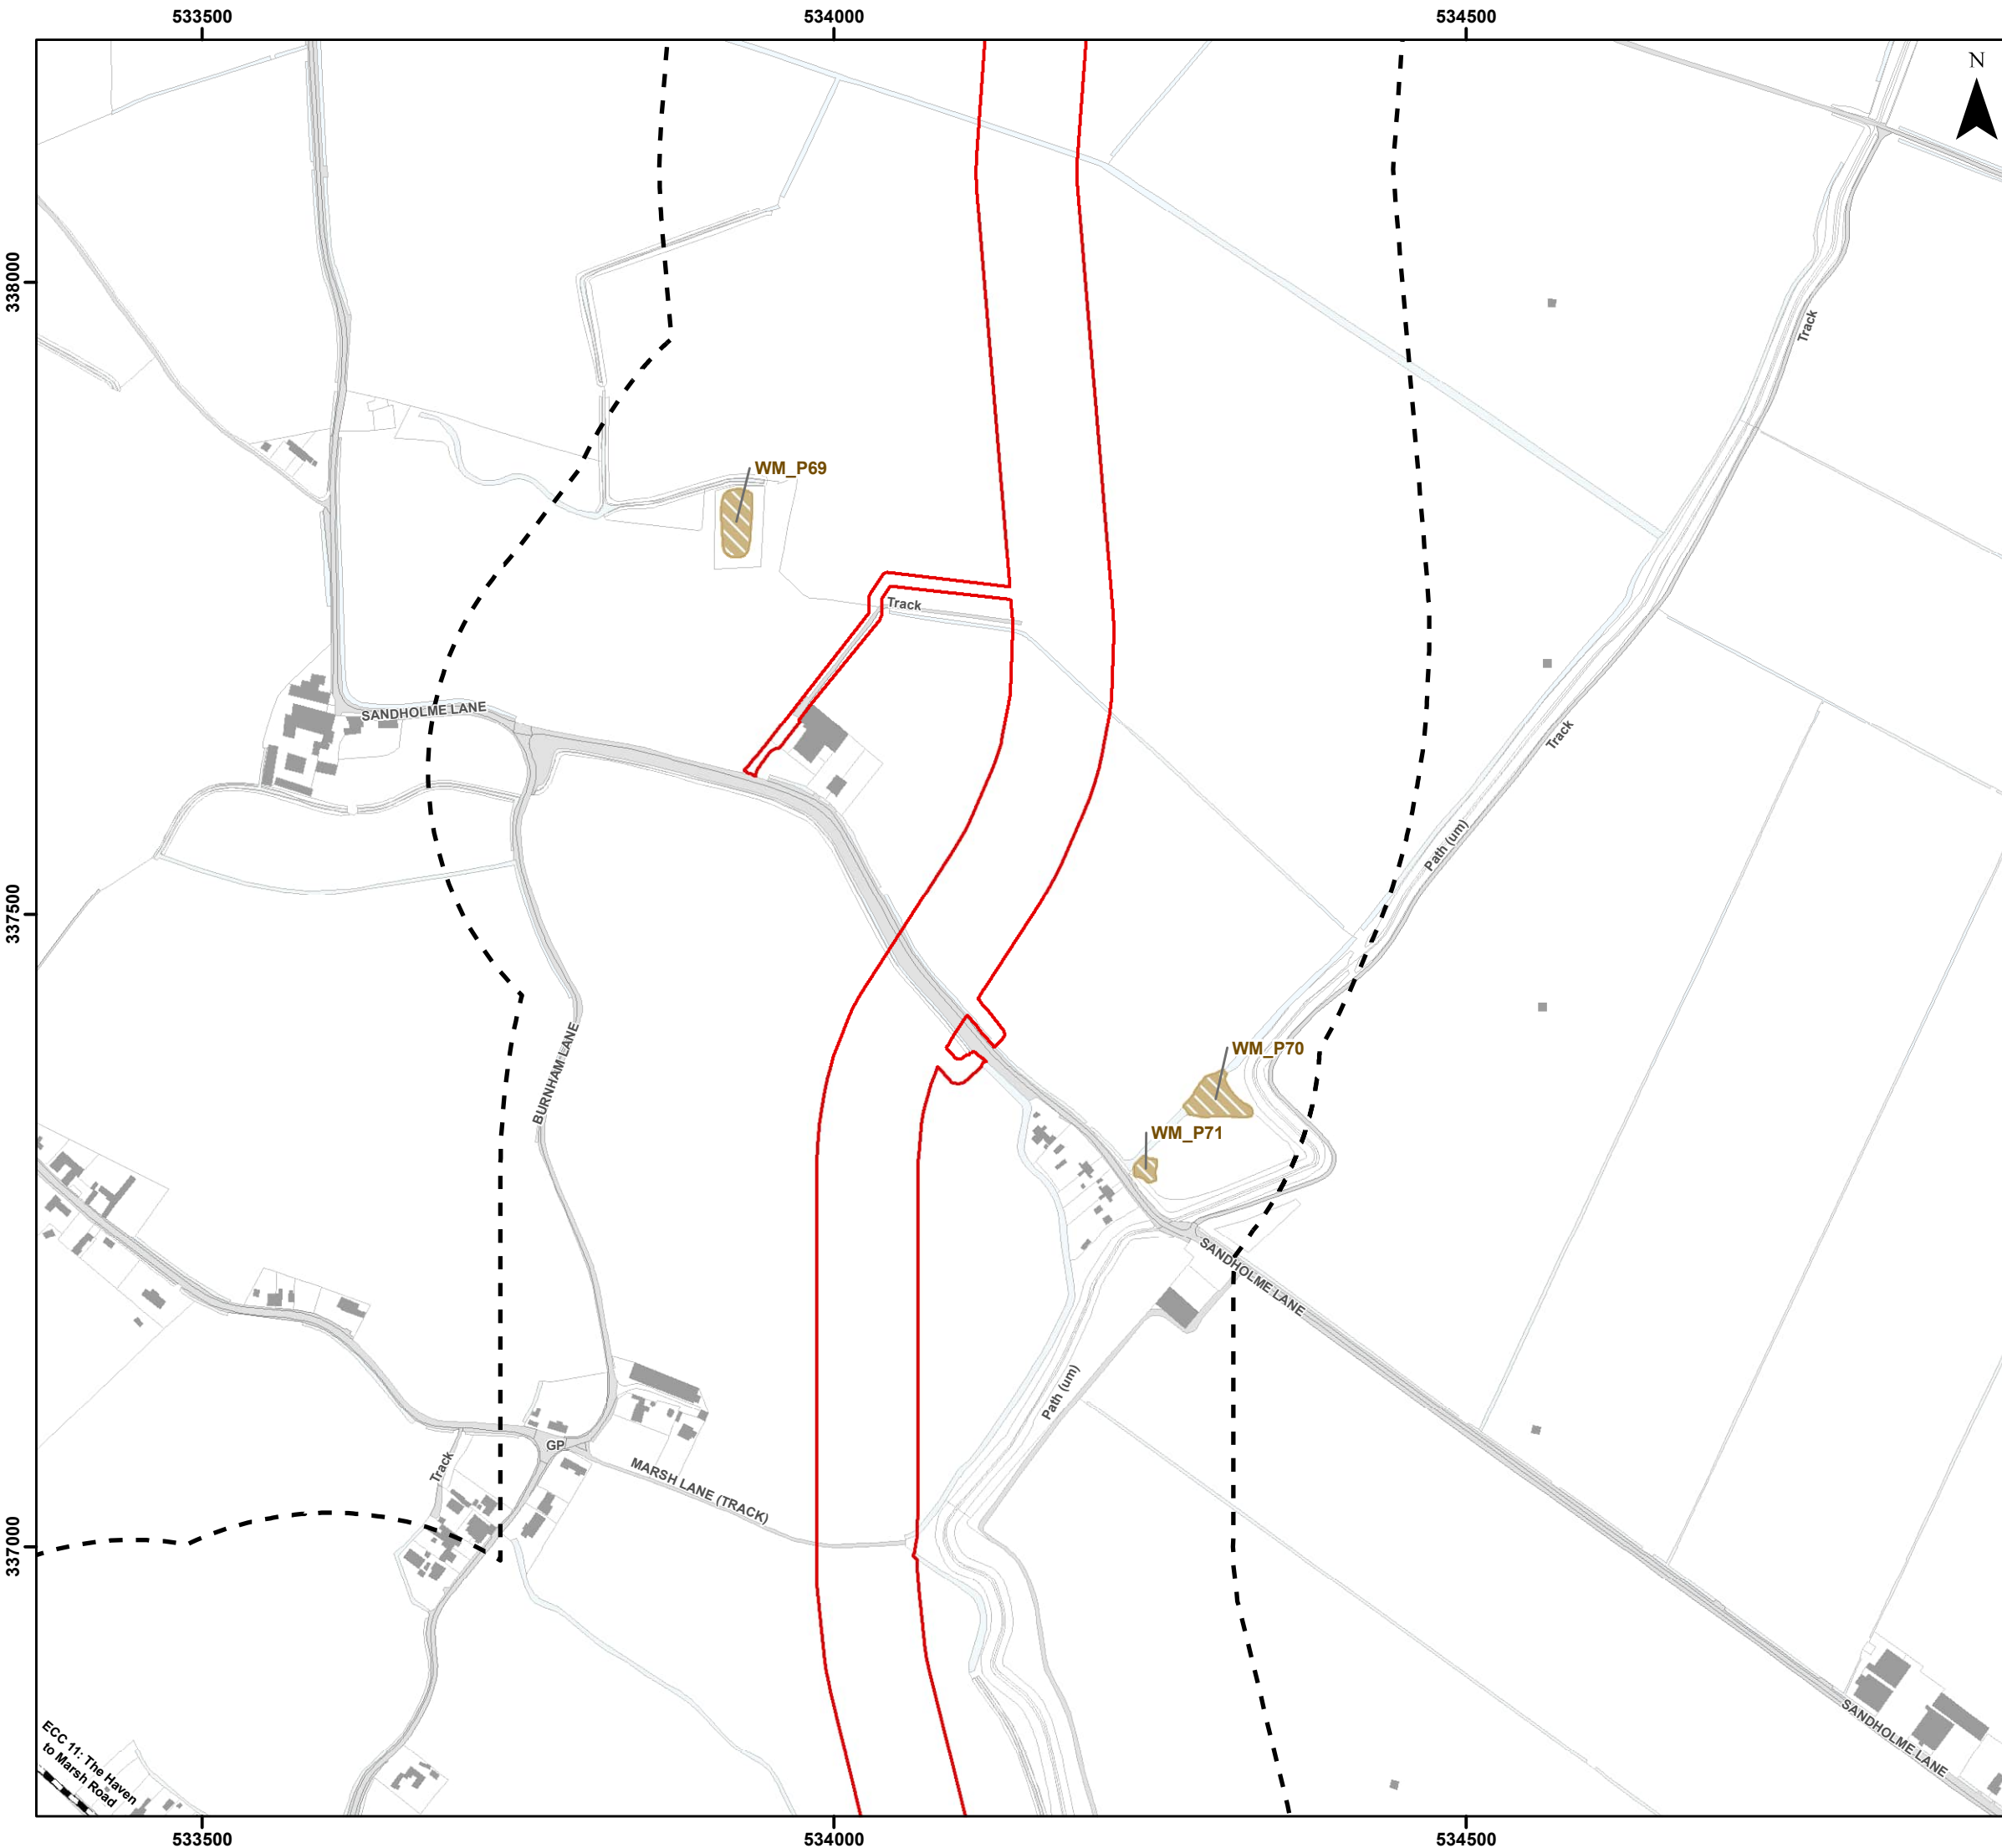 533500
534000
534500
N
338000
Track
WM_P69
Track
SANDHOLME LANE
Track
Path (um)
337500
BURNHAM LANE
WM_P70
WM_P71
SANDHOLME LANE
Path (um)
GP
Track
MARSH LANE (TRACK)
337000
SANDHOLME LANE
ECC 11: The Haven
to Marsh Road
533500
534000
534500